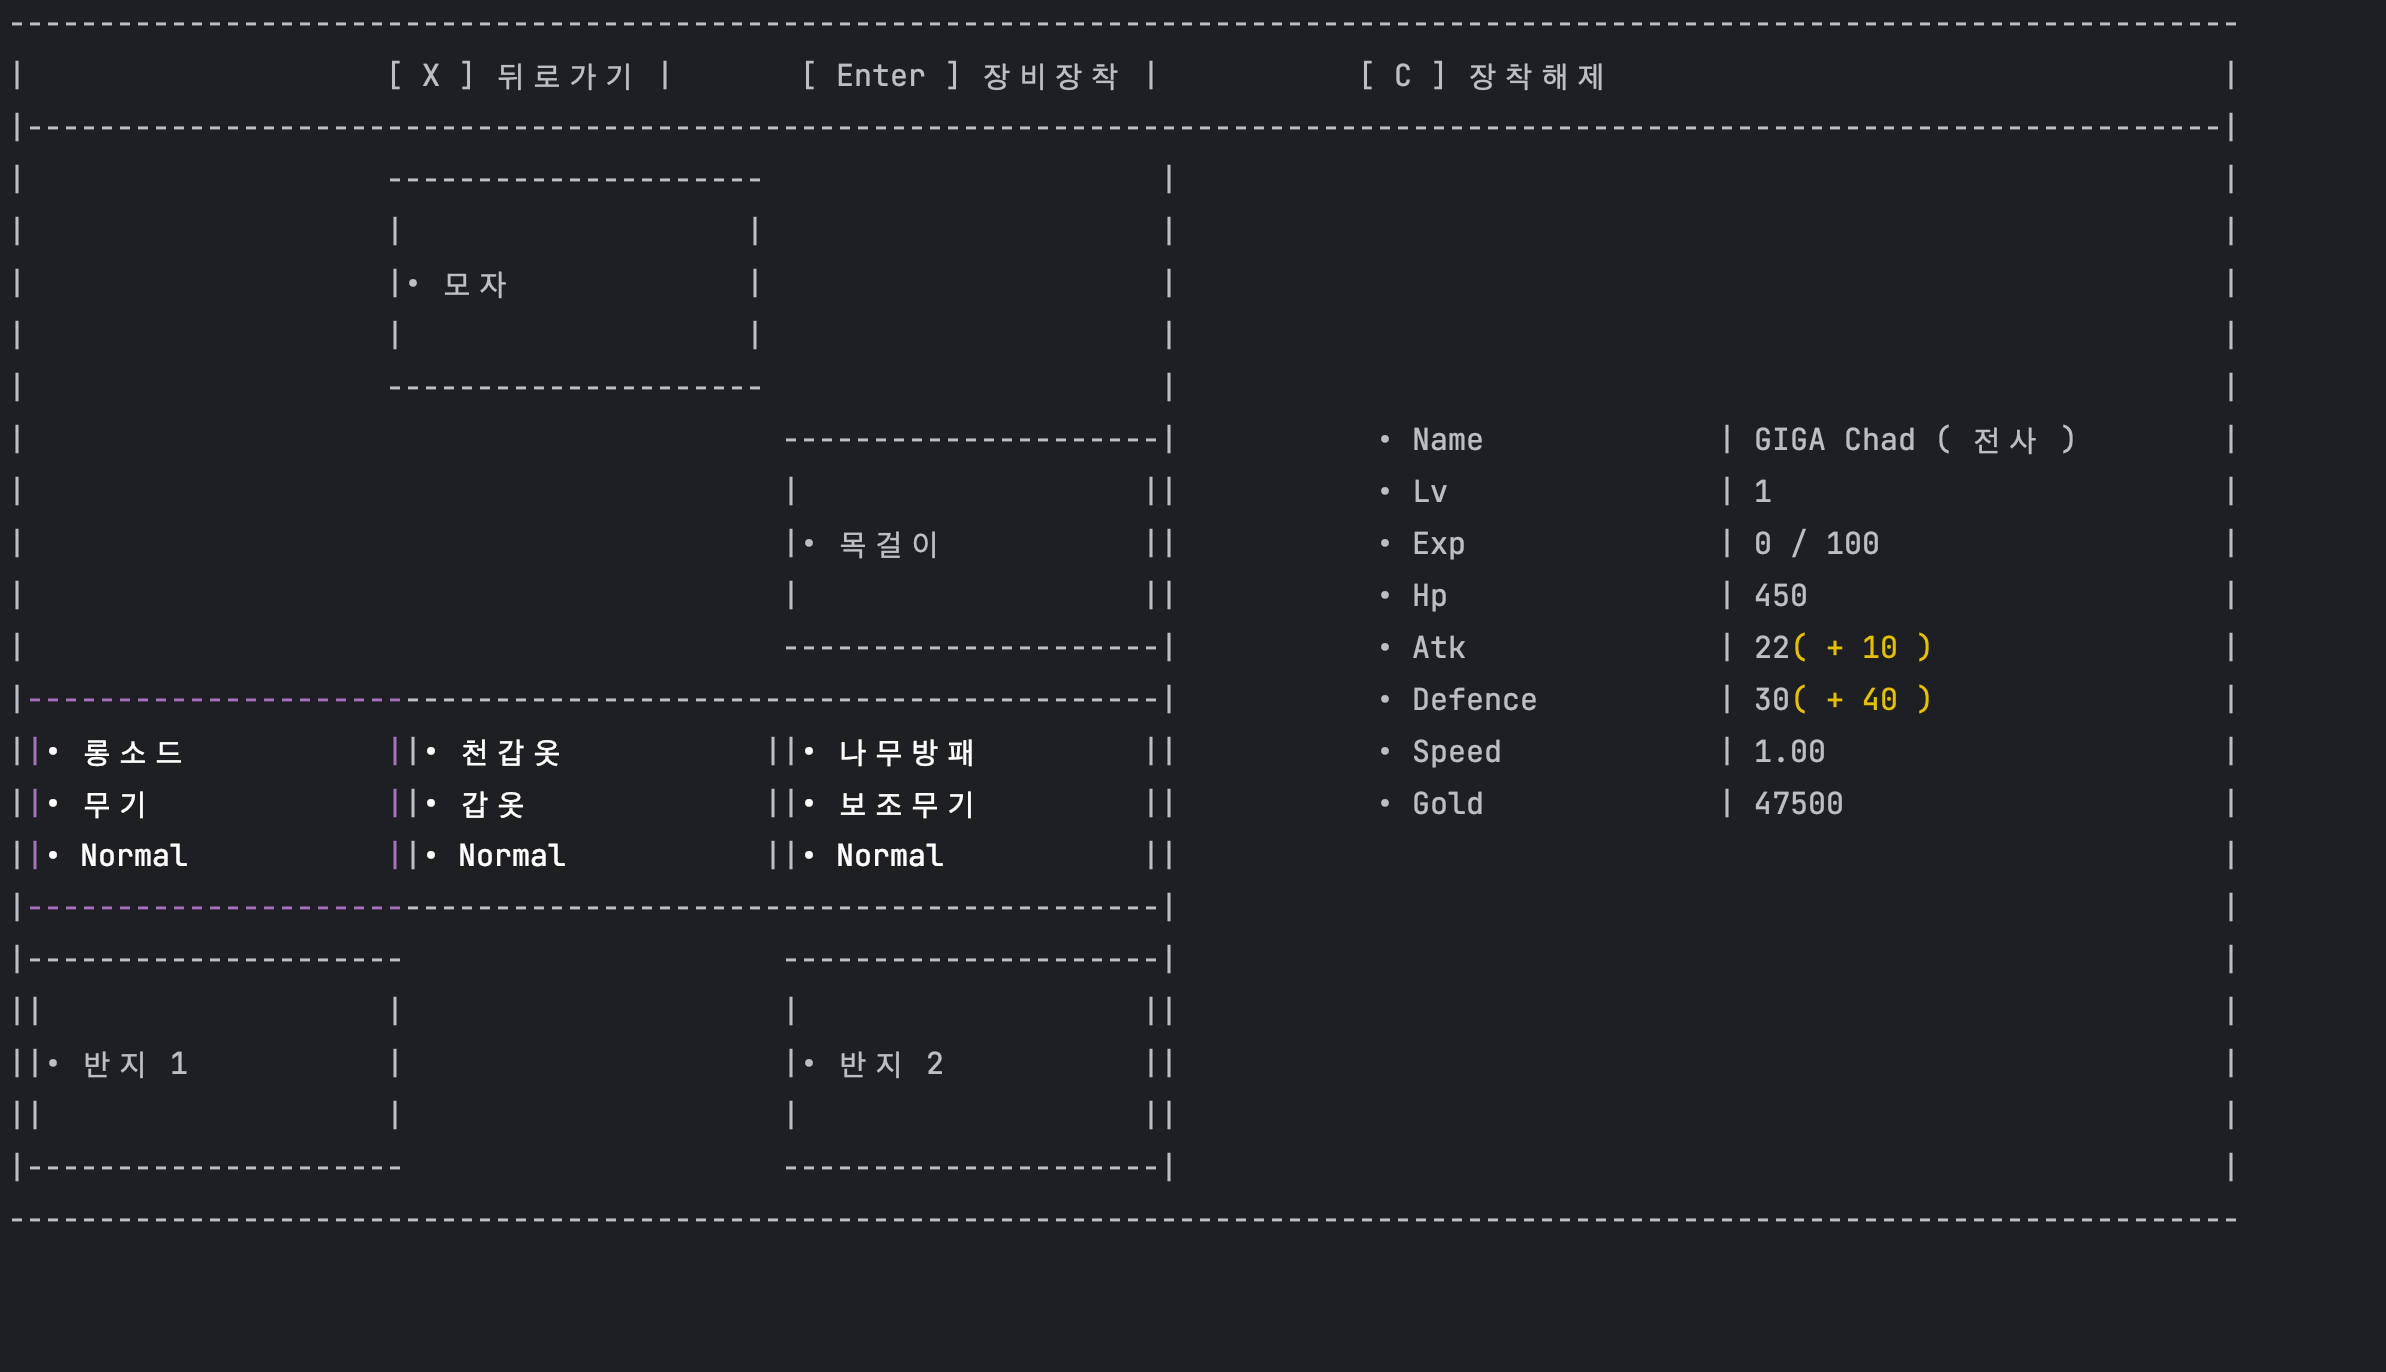 [ X ] 뒤로가기 | [ Enter ] 장비장착 | [ C ] 장착해제
• 모자
• Name | GIGA Chad ( 전사 )
• Lv | 1
• 목걸이 • Exp | 0 / 100
• Hp | 450
• Atk | 22( + 10 )
• Defence | 30( + 40 )
• 롱소드 • 천갑옷 • 나무방패 • Speed | 1.00
• 무기 • 갑옷 • 보조무기 • Gold | 47500
• Normal • Normal • Normal
• 반지 1 • 반지 2